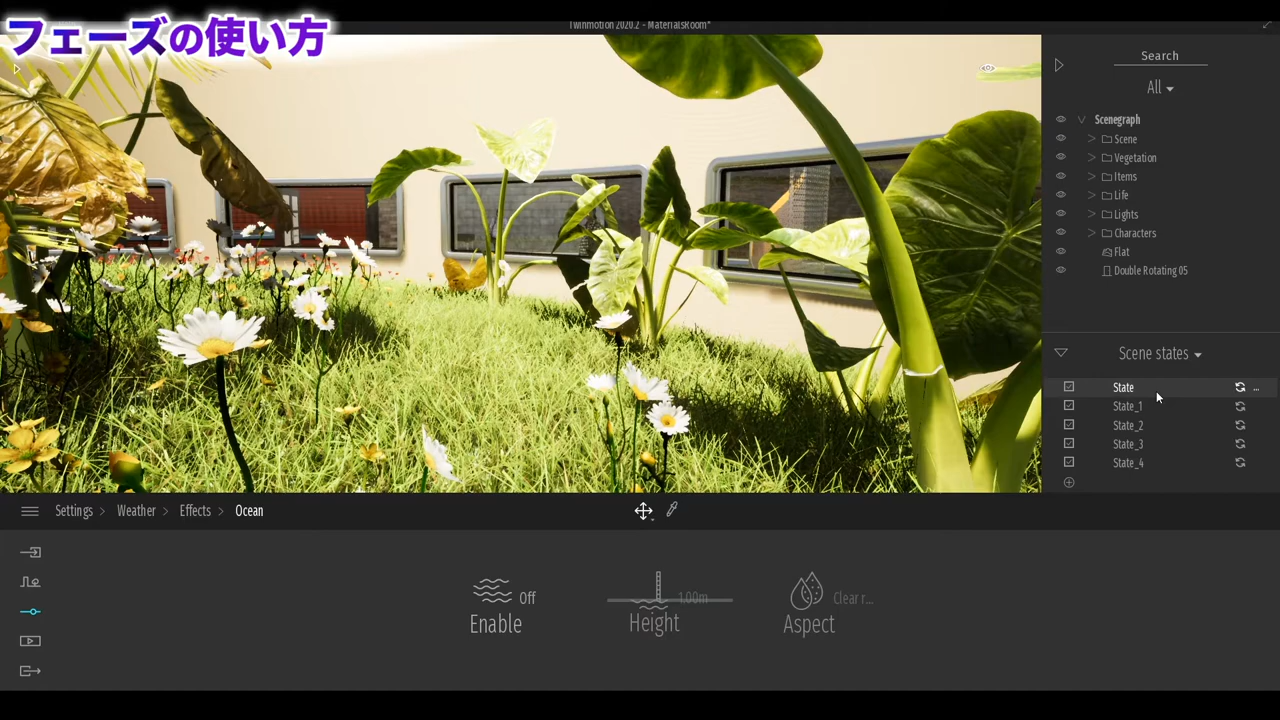 Twinmotion 2020.2 - MaterialsRoom*
フェーズの使い方
Search
All
Scenegraph
Scene
Vegetation
Items
Life
Lights
Characters
Flat
Double Rotating 05
Scene states
State
State_1
State_2
State_3
State_4
Settings > Weather > Effects > Ocean
Off
Enable
1.00m
Height
Clear r...
Aspect